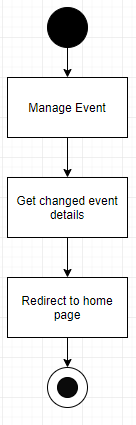 Manage Event
Get changed event
details
Redirect to home
page